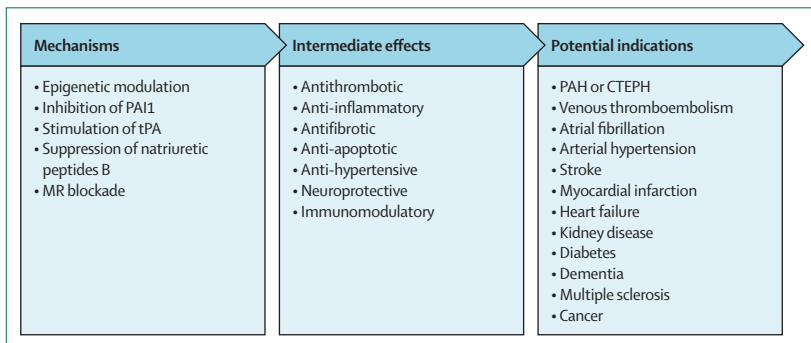 Mechanisms
• Epigenetic modulation
• Inhibition of PAI1
• Stimulation of tPA
• Suppression of natriuretic
peptides B
• MR blockade
Intermediate effects
• Antithrombotic
• Anti-inflammatory
• Antifibrotic
• Anti-apoptotic
• Anti-hypertensive
• Neuroprotective
• Immunomodulatory
Potential indications
• PAH or CTEPH
• Venous thromboembolism
• Atrial fibrillation
• Arterial hypertension
• Stroke
• Myocardial infarction
• Heart failure
• Kidney disease
• Diabetes
• Dementia
• Multiple sclerosis
• Cancer